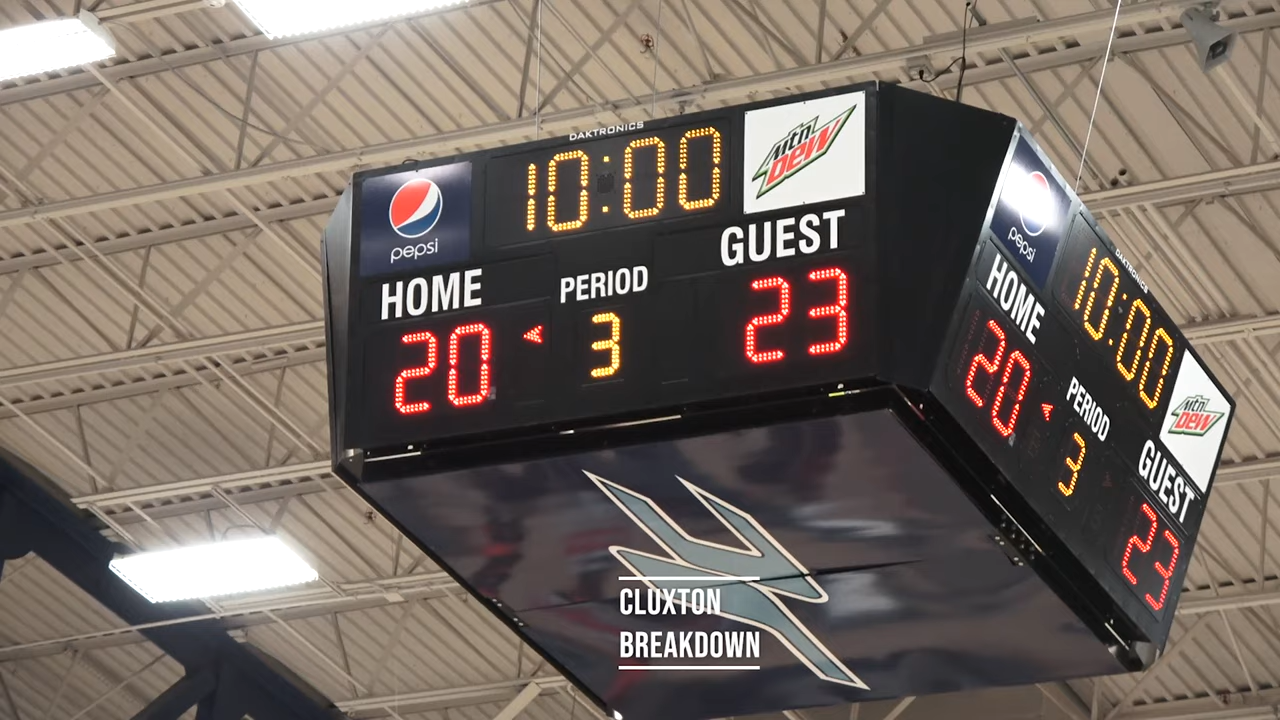 DAKTRONICS
pepsi
10:00
Mtn
DEW
HOME
PERIOD
GUEST
20
3
23
pepsi
DAKTRONICS
10:00
Mtn
DEW
HOME
PERIOD
GUEST
20
3
23
CLUXTON
BREAKDOWN